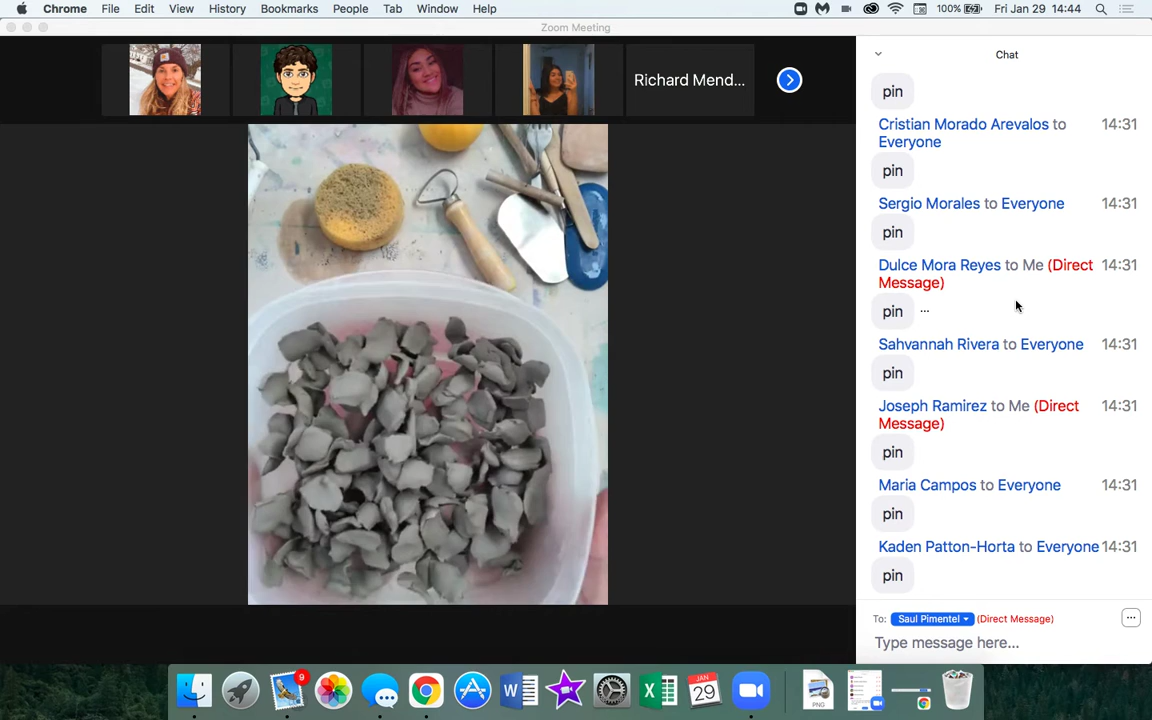 Chrome File Edit View History Bookmarks People Tab Window Help 100% Fri Jan 29 14:44
Zoom Meeting
Richard Mend...
Chat
pin
Cristian Morado Arevalos to Everyone 14:31
pin
Sergio Morales to Everyone 14:31
pin
Dulce Mora Reyes to Me (Direct Message) 14:31
pin ...
Sahvannah Rivera to Everyone 14:31
pin
Joseph Ramirez to Me (Direct Message) 14:31
pin
Maria Campos to Everyone 14:31
pin
Kaden Patton-Horta to Everyone 14:31
pin
To: Saul Pimentel (Direct Message)
Type message here...
9
W
JAN
29
PNG